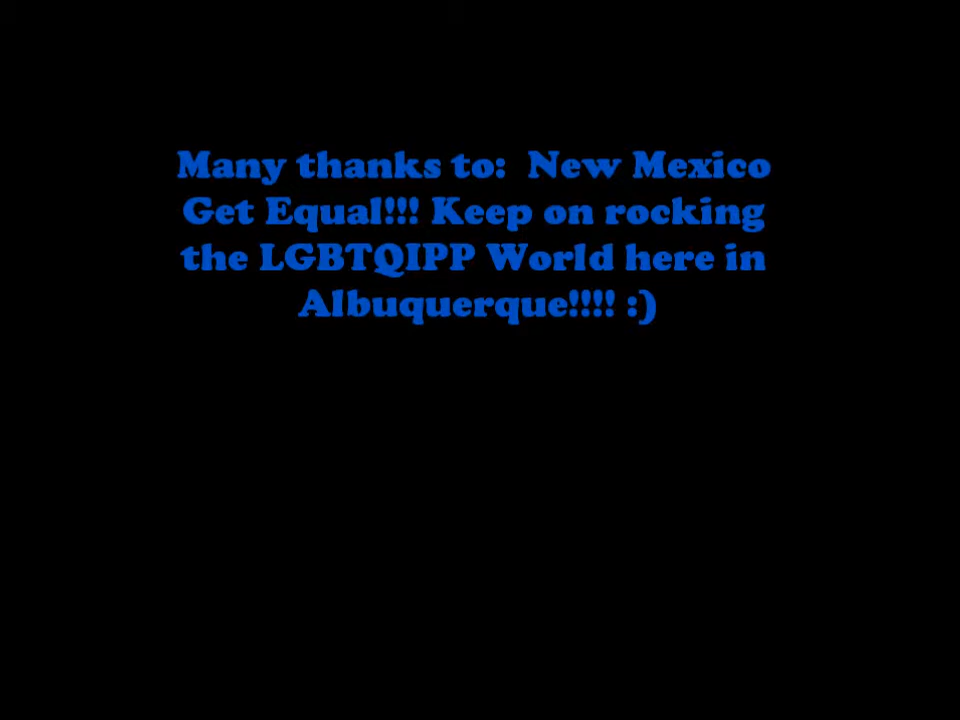 Many thanks to:  New Mexico
Get Equal!!! Keep on rocking
the LGBTQIPP World here in
Albuquerque!!!! :)